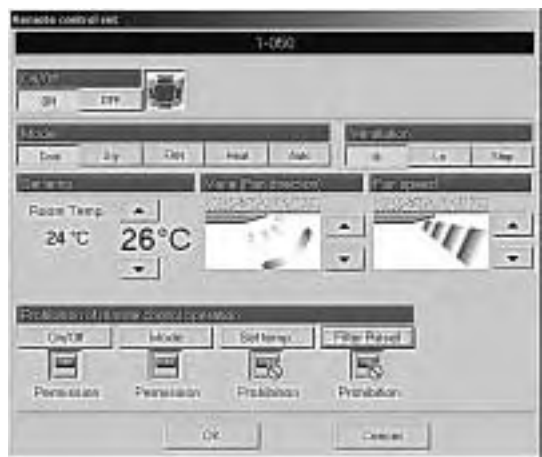 Remote control set
1-050
On/Off
ON OFF
Mode
Cool Dry Fan Heat Auto
Ventilation
Hi Lo Stop
Set temp
Vane (Fan direction)
Fan speed
Room Temp.
24 °C
26°C
Prohibition of remote control operation
On/Off Mode Set temp. Filter Reset
Permission Permission Prohibition Prohibition
OK Cancel